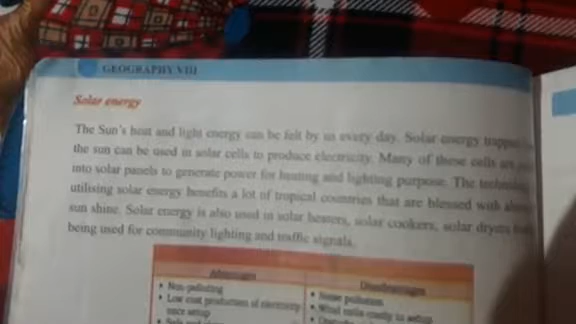 GEOGRAPHY VIII
Solar energy
The Sun's heat and light energy can be felt by us every day. Solar energy trapped
the sun can be used in solar cells to produce electricity. Many of these cells are
into solar panels to generate power for heating and lighting purpose. The
utilising solar energy benefits a lot of tropical countries that are blessed with
sun shine. Solar energy is also used in solar heaters, solar cookers, solar dryers
being used for community lighting and traffic signals.
Advantages Disadvantages
• Non-polluting • Noise pollution
• Low cost production of electricity • Wind mills costly to setup
once setup